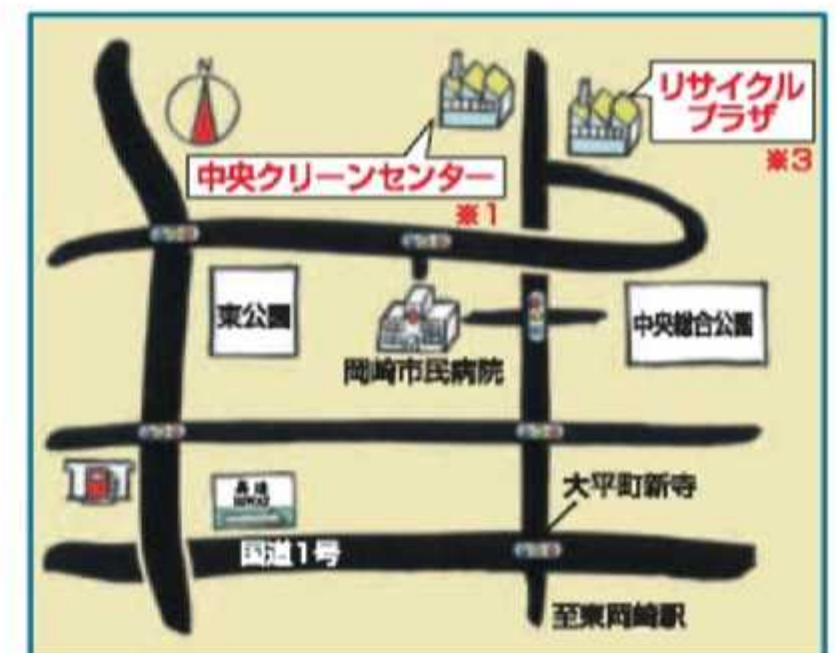 N
リサイクル
プラザ
※3
中央クリーンセンター
※1
東公園
中央総合公園
岡崎市民病院
大平町新寺
国道1号
至東岡崎駅